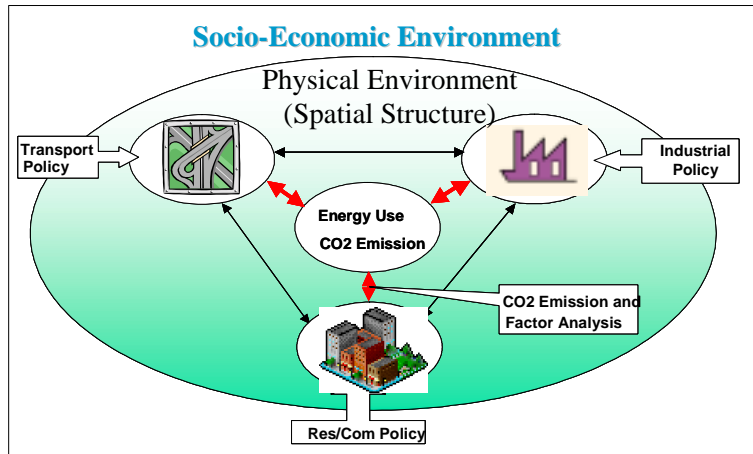 Socio-Economic Environment
Physical Environment
(Spatial Structure)
Transport
Policy
Industrial
Policy
Energy Use
CO2 Emission
CO2 Emission and
Factor Analysis
Res/Com Policy